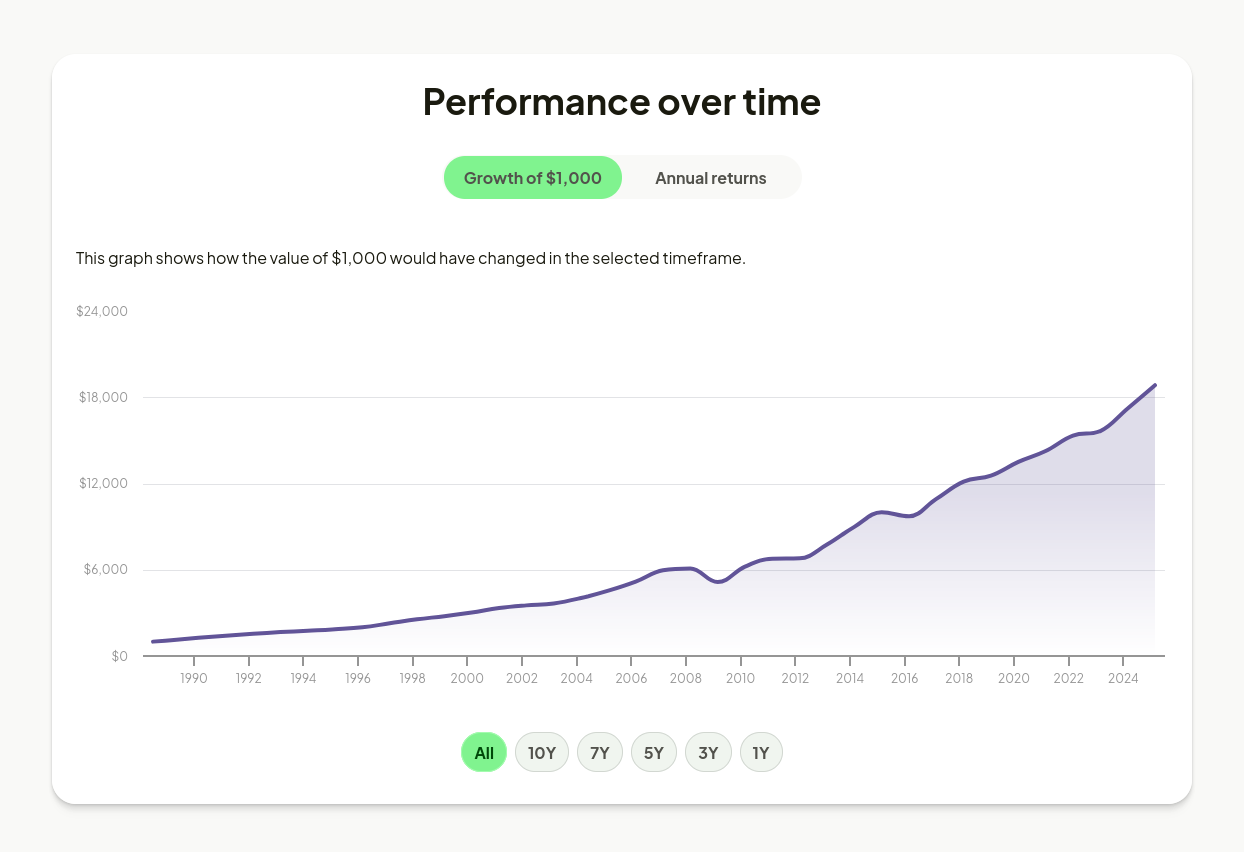 Performance over time
Growth of $1,000 Annual returns
This graph shows how the value of $1,000 would have changed in the selected timeframe.
$24,000
$18,000
$12,000
$6,000
$0
1990 1992 1994 1996 1998 2000 2002 2004 2006 2008 2010 2012 2014 2016 2018 2020 2022 2024
All 10Y 7Y 5Y 3Y 1Y